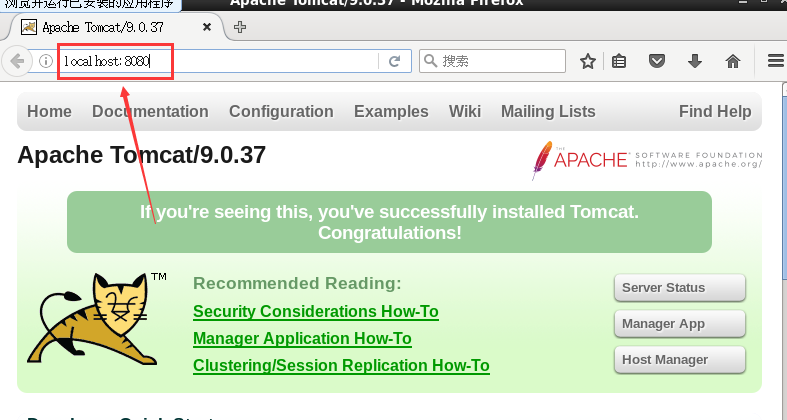 浏览并运行已安装的应用程序
Apache Tomcat/9.0.37 - Mozilla Firefox
Apache Tomcat/9.0.37
localhost:8080
搜索
Home Documentation Configuration Examples Wiki Mailing Lists Find Help
Apache Tomcat/9.0.37
THE
APACHE™ SOFTWARE FOUNDATION
http://www.apache.org/
If you're seeing this, you've successfully installed Tomcat.
Congratulations!
TM
Recommended Reading:
Security Considerations How-To
Manager Application How-To
Clustering/Session Replication How-To
Server Status
Manager App
Host Manager